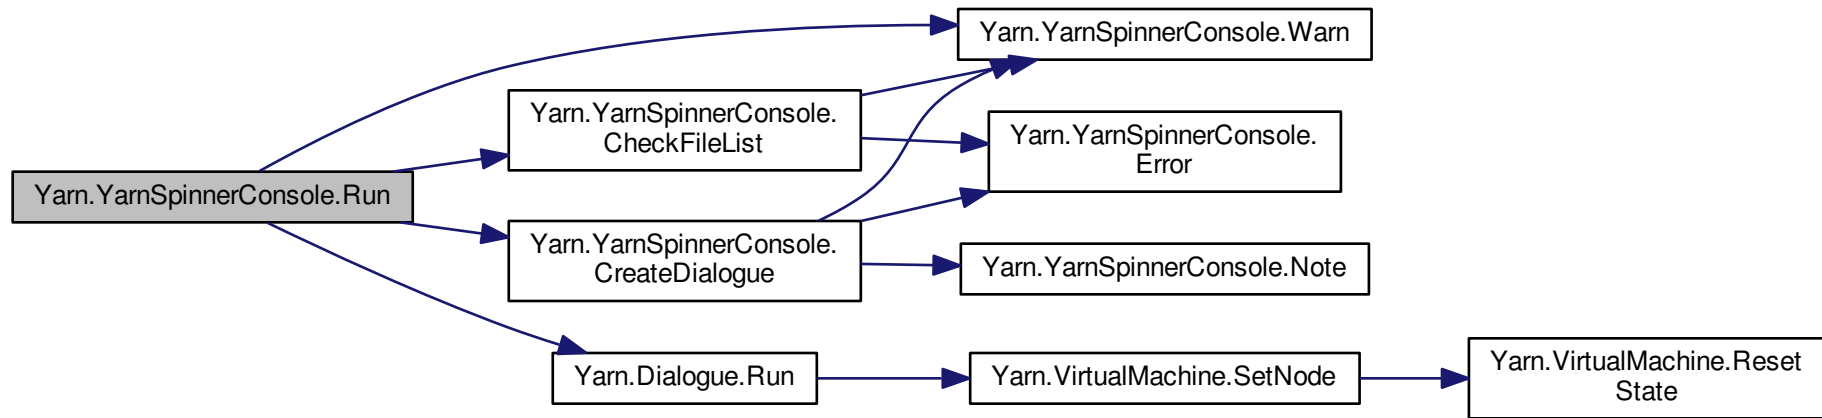 Yarn.YarnSpinnerConsole.Run
Yarn.YarnSpinnerConsole.Warn
Yarn.YarnSpinnerConsole.
CheckFileList
Yarn.YarnSpinnerConsole.
Error
Yarn.YarnSpinnerConsole.
CreateDialogue
Yarn.YarnSpinnerConsole.Note
Yarn.Dialogue.Run
Yarn.VirtualMachine.SetNode
Yarn.VirtualMachine.Reset
State